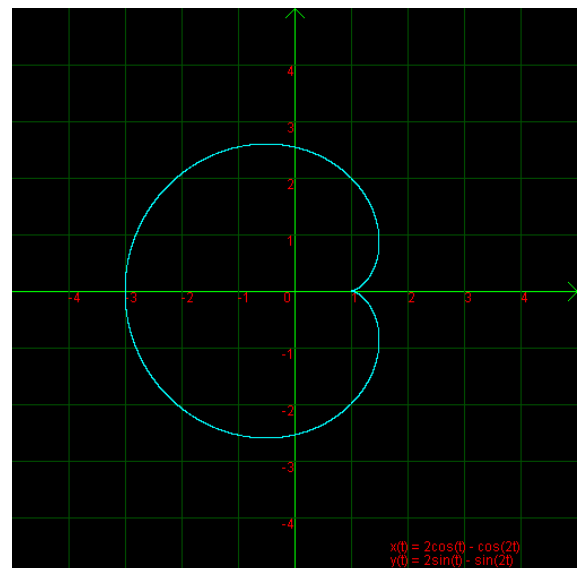 4
3
2
1
-4 -3 -2 -1 0 1 2 3 4
-1
-2
-3
-4
x(t) = 2cos(t) - cos(2t)
y(t) = 2sin(t) - sin(2t)